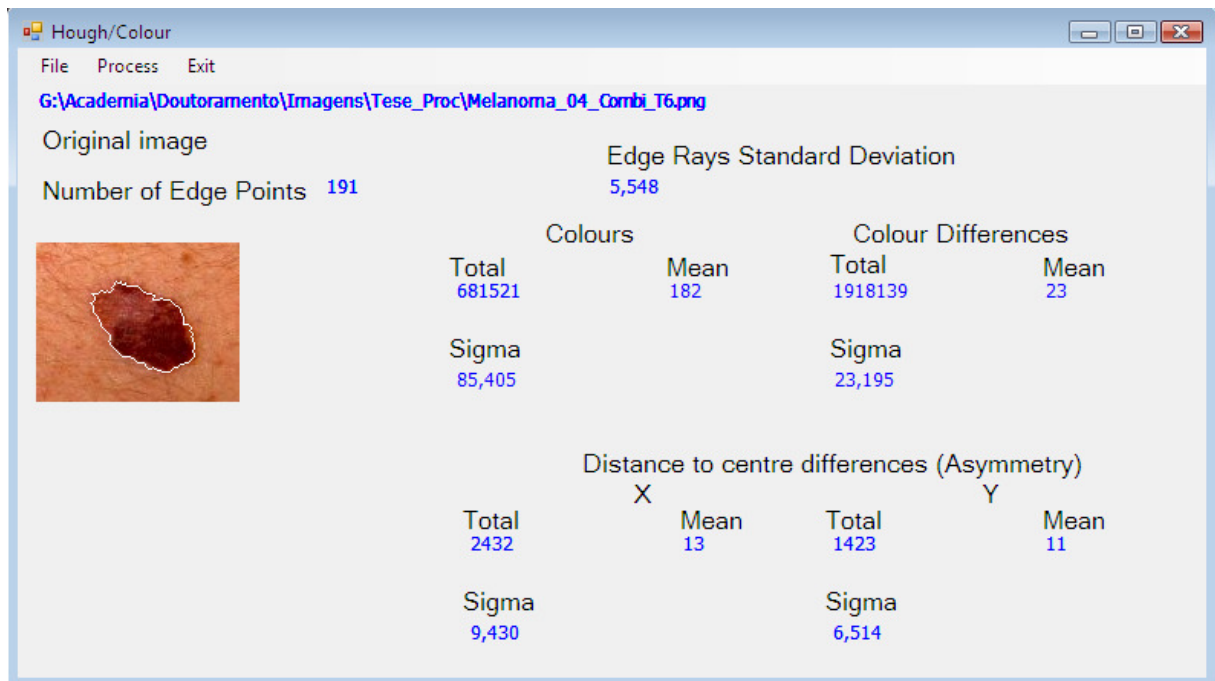 Hough/Colour
File Process Exit
G:\Academia\Doutoramento\Imagens\Tese_Proc\Melanoma_04_Combi_T6.png
Original image
Edge Rays Standard Deviation
Number of Edge Points 191
5,548
Colours Colour Differences
Total Mean Total Mean
681521 182 1918139 23
Sigma Sigma
85,405 23,195
Distance to centre differences (Asymmetry)
X Y
Total Mean Total Mean
2432 13 1423 11
Sigma Sigma
9,430 6,514